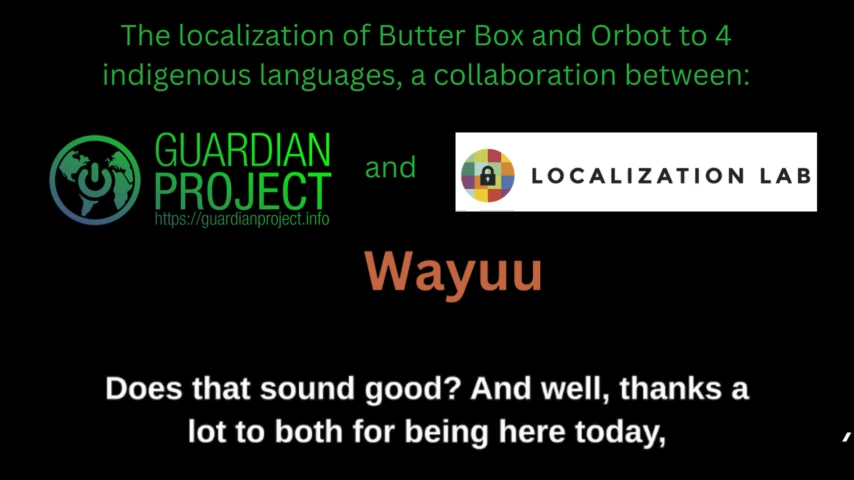 The localization of Butter Box and Orbot to 4
indigenous languages, a collaboration between:
GUARDIAN
PROJECT
https://guardianproject.info
and
LOCALIZATION LAB
Wayuu
Does that sound good? And well, thanks a
lot to both for being here today,
,